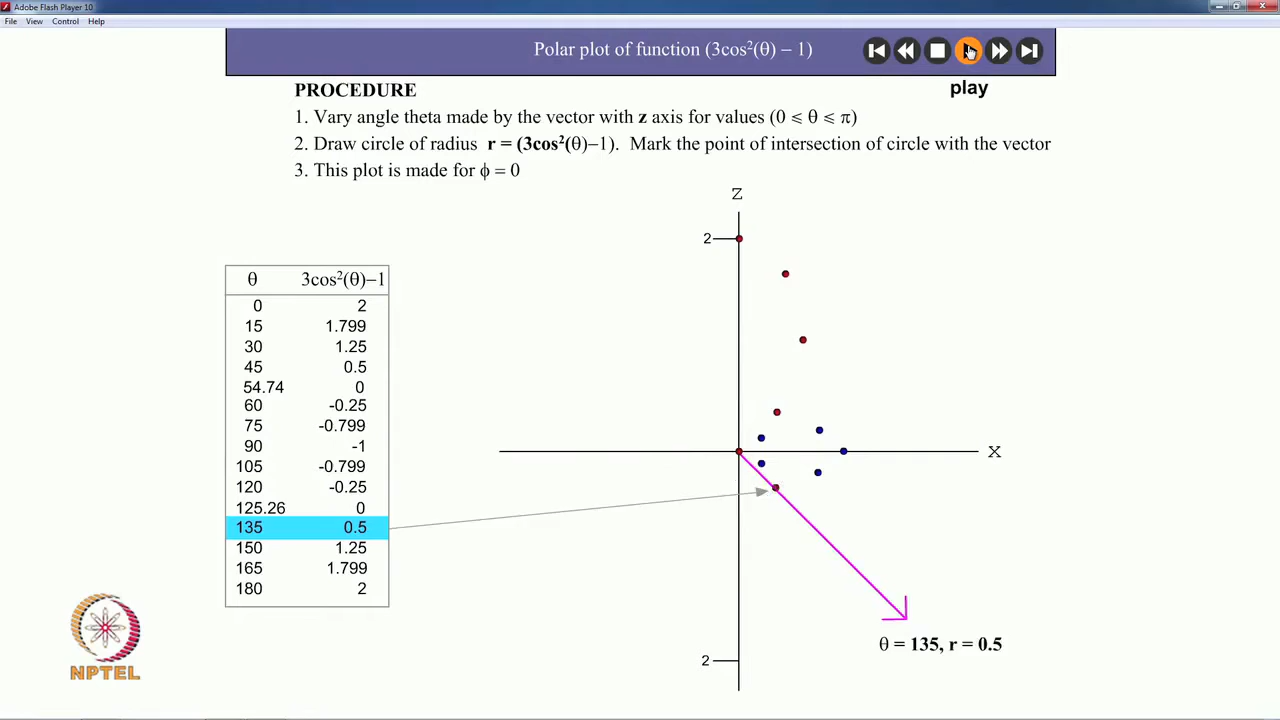 Adobe Flash Player 10
File View Control Help
Polar plot of function (3cos²(θ) − 1)
play
PROCEDURE
1. Vary angle theta made by the vector with z axis for values (0 ⩽ θ ⩽ π)
2. Draw circle of radius r = (3cos²(θ)−1). Mark the point of intersection of circle with the vector
3. This plot is made for ϕ = 0
Z
2
X
2
θ = 135, r = 0.5
θ 3cos²(θ)−1
0 2
15 1.799
30 1.25
45 0.5
54.74 0
60 -0.25
75 -0.799
90 -1
105 -0.799
120 -0.25
125.26 0
135 0.5
150 1.25
165 1.799
180 2
NPTEL